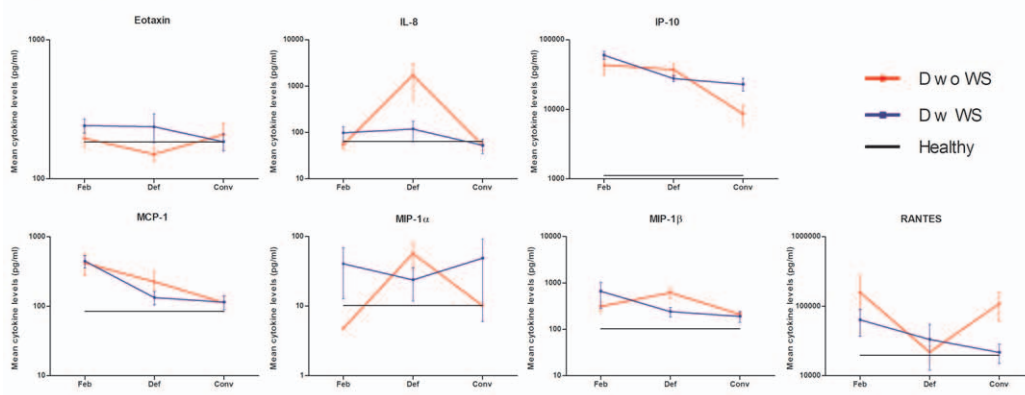 Eotaxin
Mean cytokine levels (pg/ml)
1000
100
Feb Def Conv
IL-8
Mean cytokine levels (pg/ml)
10000
1000
100
10
Feb Def Conv
IP-10
Mean cytokine levels (pg/ml)
100000
10000
1000
Feb Def Conv
D wo WS
D w WS
Healthy
MCP-1
Mean cytokine levels (pg/ml)
1000
100
10
Feb Def Conv
MIP-1α
Mean cytokine levels (pg/ml)
100
10
1
Feb Def Conv
MIP-1β
Mean cytokine levels (pg/ml)
10000
1000
100
10
Feb Def Conv
RANTES
Mean cytokine levels (pg/ml)
1000000
100000
10000
Feb Def Conv